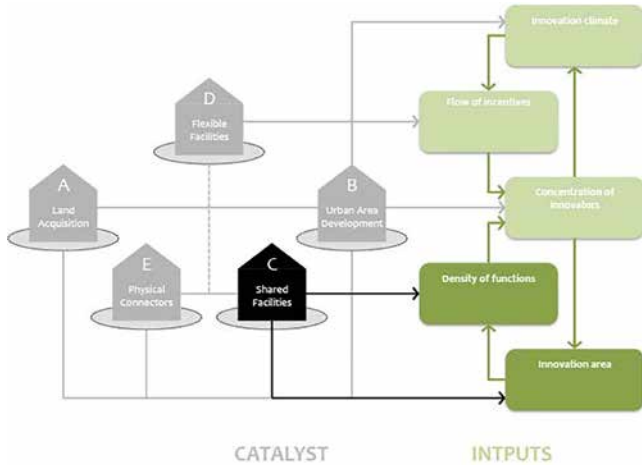 Innovation climate
D
Flexible
Facilities
Flow of incentives
A
Land
Acquisition
B
Urban Area
Development
Concentration of
innovators
E
Physical
Connectors
C
Shared
Facilities
Density of functions
Innovation area
CATALYST
INTPUTS